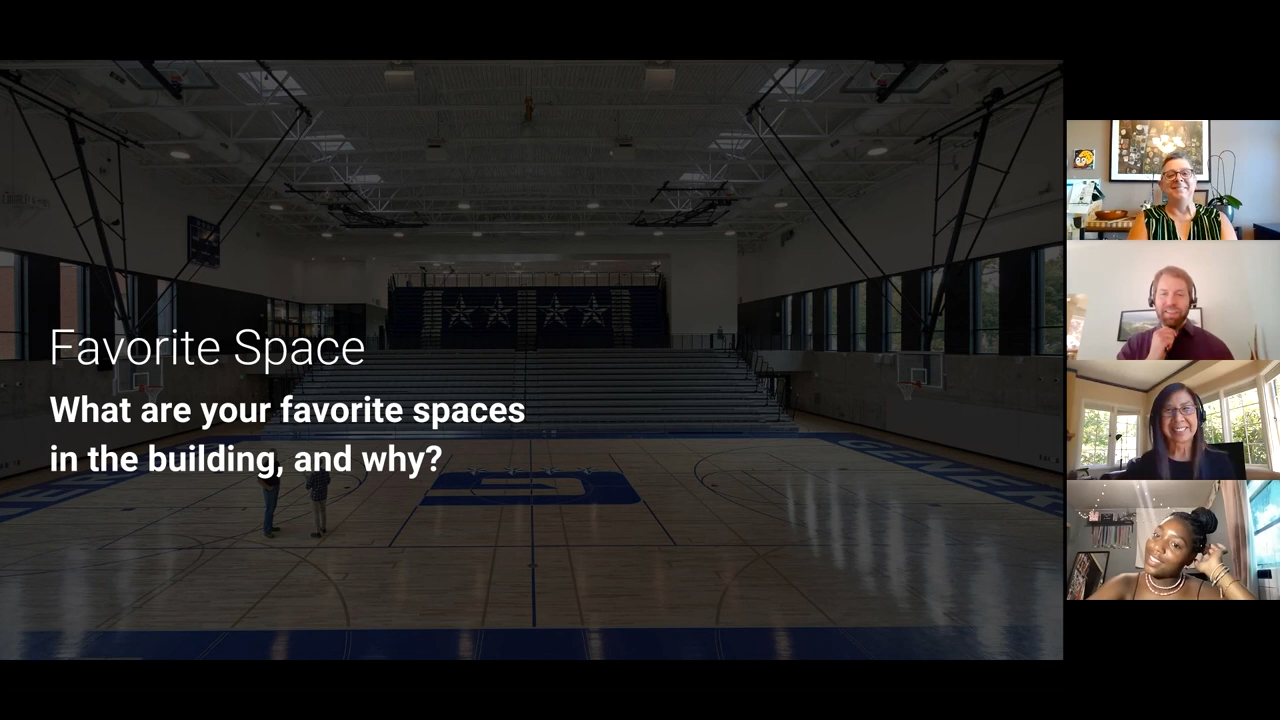 Favorite Space
What are your favorite spaces
in the building, and why?